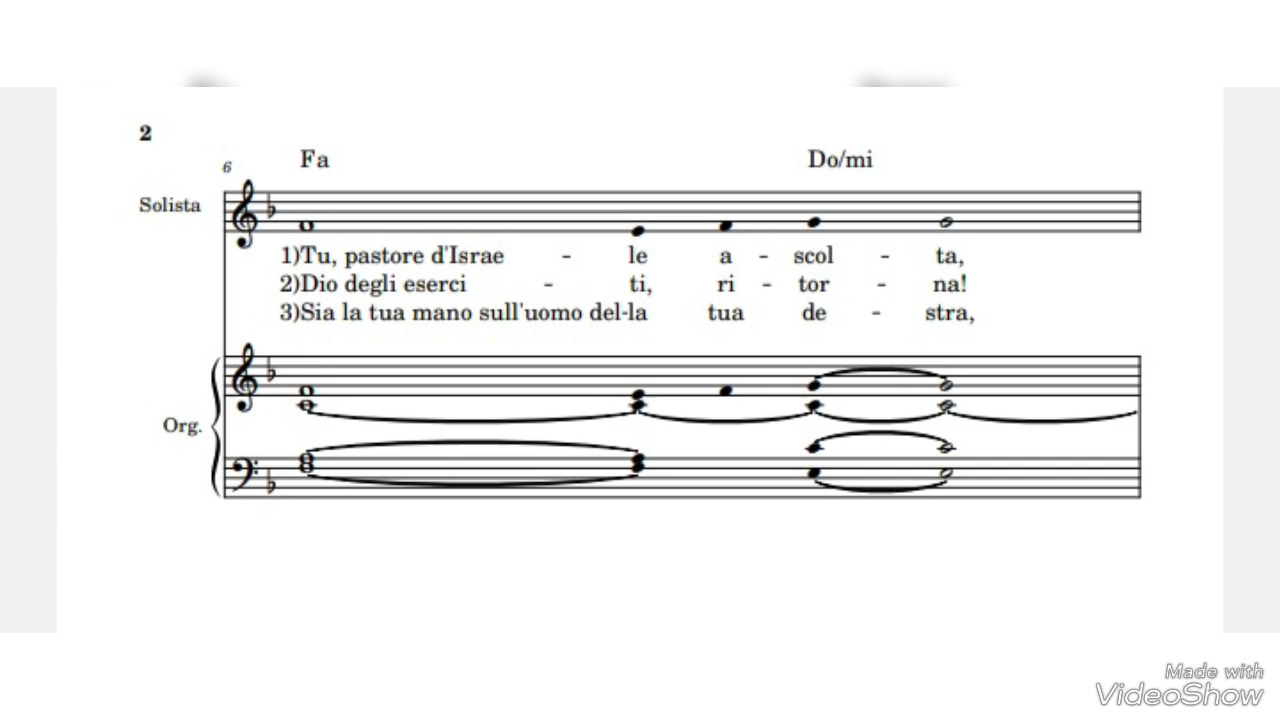 2
6
Fa Do/mi
Solista
1)Tu, pastore d'Israe - le a - scol - ta,
2)Dio degli eserci - ti, ri - tor - na!
3)Sia la tua mano sull'uomo del-la tua de - stra,
Org.
Made with
VideoShow